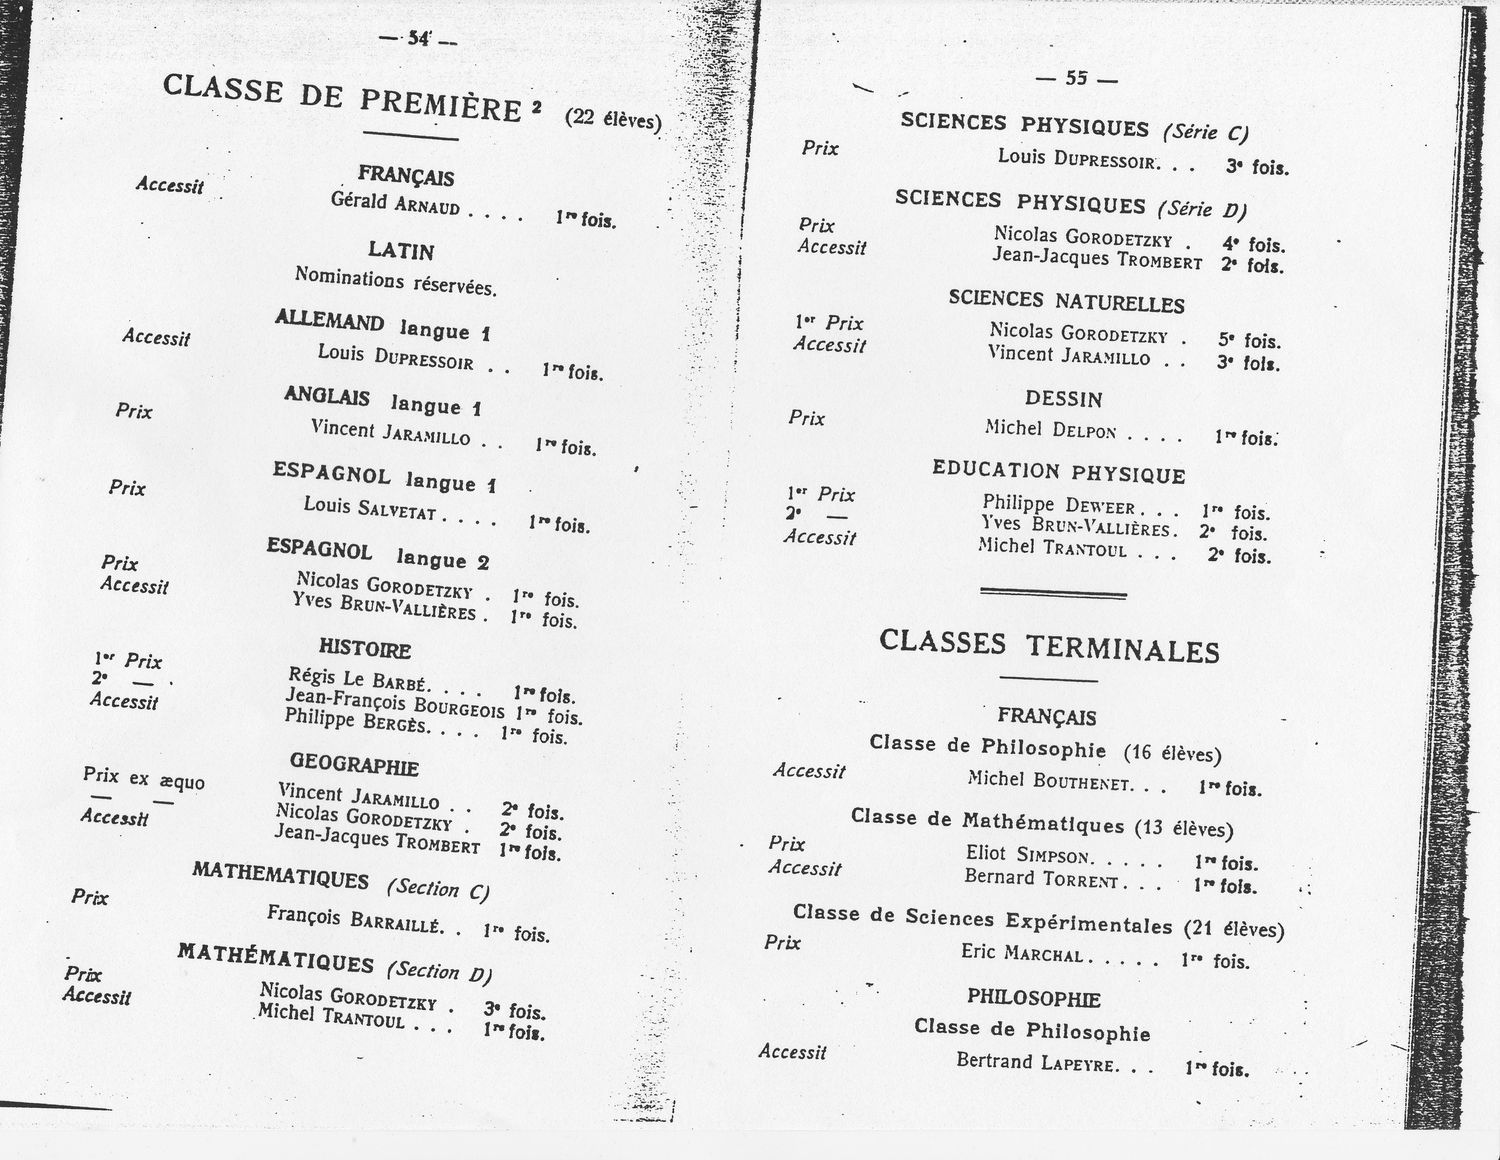 — 54 —
CLASSE DE PREMIÈRE ² (22 élèves)
FRANÇAIS
Accessit Gérald ARNAUD . . . . 1re fois.
LATIN
Nominations réservées.
ALLEMAND langue 1
Accessit Louis DUPRESSOIR . . 1re fois.
ANGLAIS langue 1
Prix Vincent JARAMILLO . . 1re fois.
ESPAGNOL langue 1
Prix Louis SALVETAT . . . . 1re fois.
ESPAGNOL langue 2
Prix Nicolas GORODETZKY . 1re fois.
Accessit Yves BRUN-VALLIÈRES . 1re fois.
HISTOIRE
1er Prix Régis LE BARBÉ. . . . 1re fois.
2e — Jean-François BOURGEOIS 1re fois.
Accessit Philippe BERGÈS. . . . 1re fois.
GEOGRAPHIE
Prix ex æquo Vincent JARAMILLO . . 2e fois.
— — Nicolas GORODETZKY . 2e fois.
Accessit Jean-Jacques TROMBERT 1re fois.
MATHEMATIQUES (Section C)
Prix François BARRAILLÉ. . 1re fois.
MATHÉMATIQUES (Section D)
Prix Nicolas GORODETZKY . 3e fois.
Accessit Michel TRANTOUL . . . 1re fois.
— 55 —
SCIENCES PHYSIQUES (Série C)
Prix Louis DUPRESSOIR. . . 3e fois.
SCIENCES PHYSIQUES (Série D)
Prix Nicolas GORODETZKY . 4e fois.
Accessit Jean-Jacques TROMBERT 2e fois.
SCIENCES NATURELLES
1er Prix Nicolas GORODETZKY . 5e fois.
Accessit Vincent JARAMILLO . . 3e fois.
DESSIN
Prix Michel DELPON . . . . 1re fois.
EDUCATION PHYSIQUE
1er Prix Philippe DEWEER . . . 1re fois.
2e — Yves BRUN-VALLIÈRES. 2e fois.
Accessit Michel TRANTOUL . . . 2e fois.
CLASSES TERMINALES
FRANÇAIS
Classe de Philosophie (16 élèves)
Accessit Michel BOUTHENET. . . 1re fois.
Classe de Mathématiques (13 élèves)
Prix Eliot SIMPSON. . . . . 1re fois.
Accessit Bernard TORRENT . . . 1re fois.
Classe de Sciences Expérimentales (21 élèves)
Prix Eric MARCHAL . . . . . 1re fois.
PHILOSOPHIE
Classe de Philosophie
Accessit Bertrand LAPEYRE. . . 1re fois.